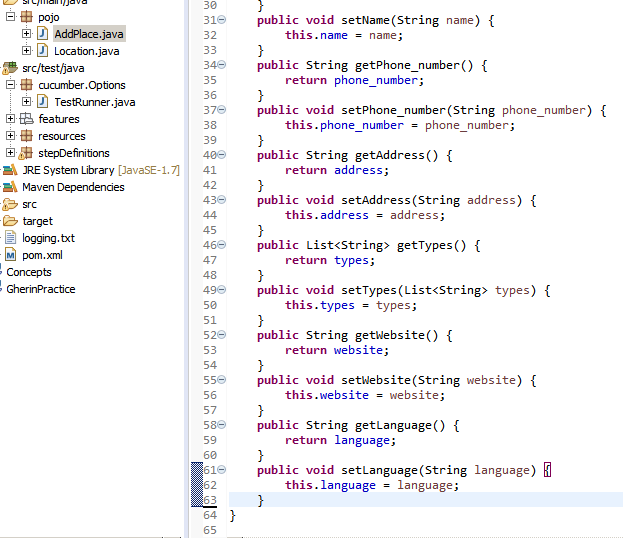 src/main/java
pojo
AddPlace.java
Location.java
src/test/java
cucumber.Options
TestRunner.java
features
resources
stepDefinitions
JRE System Library [JavaSE-1.7]
Maven Dependencies
src
target
logging.txt
pom.xml
Concepts
GherinPractice
30 }
31 public void setName(String name) {
32 this.name = name;
33 }
34 public String getPhone_number() {
35 return phone_number;
36 }
37 public void setPhone_number(String phone_number) {
38 this.phone_number = phone_number;
39 }
40 public String getAddress() {
41 return address;
42 }
43 public void setAddress(String address) {
44 this.address = address;
45 }
46 public List<String> getTypes() {
47 return types;
48 }
49 public void setTypes(List<String> types) {
50 this.types = types;
51 }
52 public String getWebsite() {
53 return website;
54 }
55 public void setWebsite(String website) {
56 this.website = website;
57 }
58 public String getLanguage() {
59 return language;
60 }
61 public void setLanguage(String language) {
62 this.language = language;
63 }
64 }
65